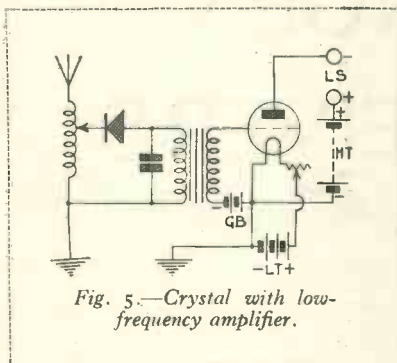 LS -
+
+
HT
-
- GB
-LT+
Fig. 5.—Crystal with low-
frequency amplifier.